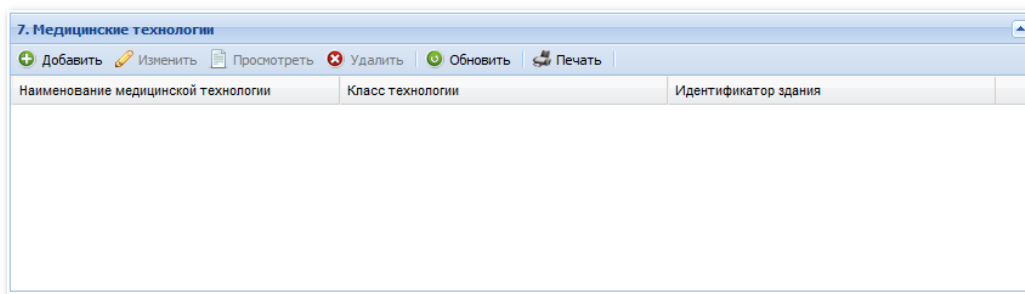 7. Медицинские технологии
Добавить Изменить Просмотреть Удалить Обновить Печать
Наименование медицинской технологии Класс технологии Идентификатор здания